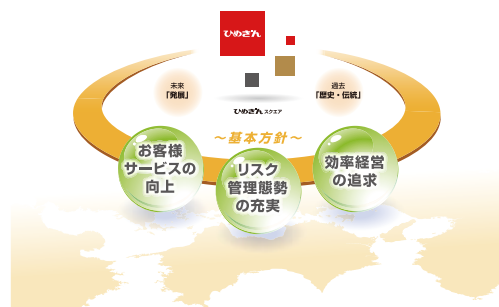 ひめぎん
未来
「発展」
過去
「歴史・伝統」
ひめぎんスクエア
～基本方針～
お客様
サービスの
向上
リスク
管理態勢
の充実
効率経営
の追求